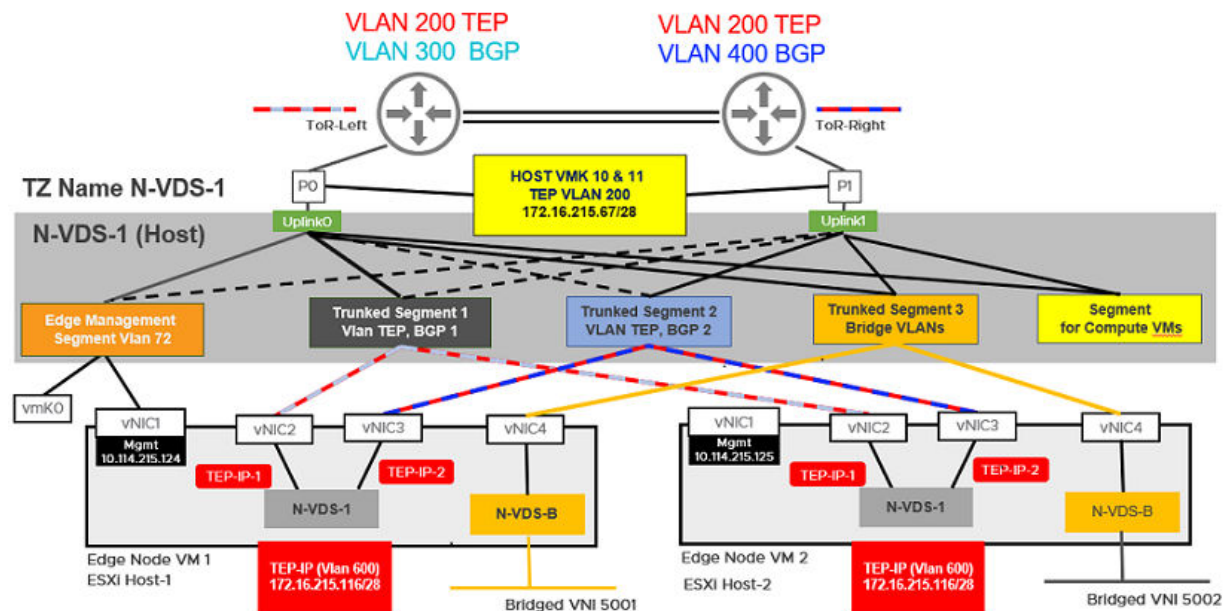 VLAN 200 TEP
VLAN 300 BGP
VLAN 200 TEP
VLAN 400 BGP
ToR-Left
ToR-Right
TZ Name N-VDS-1
P0
HOST VMK 10 & 11
TEP VLAN 200
172.16.215.67/28
P1
N-VDS-1 (Host)
Uplink0
Uplink1
Edge Management
Segment Vlan 72
Trunked Segment 1
Vlan TEP, BGP 1
Trunked Segment 2
VLAN TEP, BGP 2
Trunked Segment 3
Bridge VLANs
Segment
for Compute VMs
vmK0
vNIC1
Mgmt
10.114.215.124
vNIC2
vNIC3
vNIC4
TEP-IP-1
TEP-IP-2
N-VDS-1
N-VDS-B
Edge Node VM 1
ESXi Host-1
TEP-IP (Vlan 600)
172.16.215.116/28
Bridged VNI 5001
vNIC1
Mgmt
10.114.215.125
vNIC2
vNIC3
vNIC4
TEP-IP-1
TEP-IP-2
N-VDS-1
N-VDS-B
Edge Node VM 2
ESXi Host-2
TEP-IP (Vlan 600)
172.16.215.116/28
Bridged VNI 5002